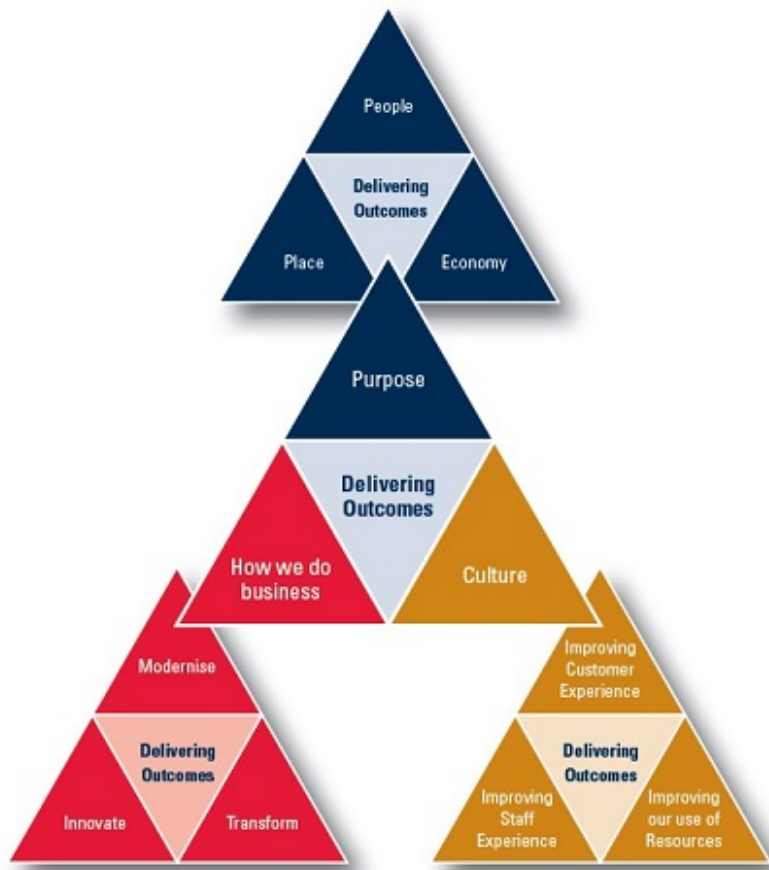 People
Delivering
Outcomes
Place
Economy
Purpose
Delivering
Outcomes
How we do
business
Culture
Modernise
Delivering
Outcomes
Innovate
Transform
Improving
Customer
Experience
Delivering
Outcomes
Improving
Staff
Experience
Improving
our use of
Resources